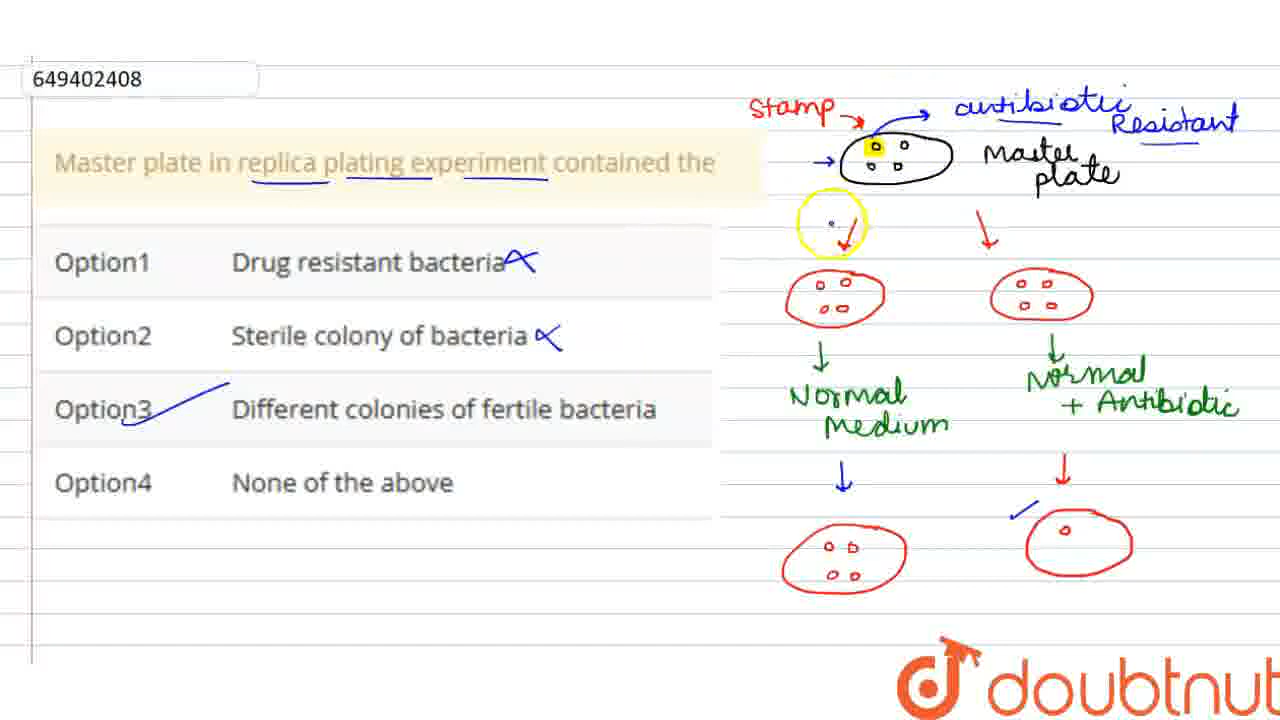 649402408
Master plate in replica plating experiment contained the
Option1 Drug resistant bacteria
Option2 Sterile colony of bacteria
Option3 Different colonies of fertile bacteria
Option4 None of the above
Stamp
antibiotic
Resistant
Master
plate
Normal
Medium
Normal
+ Antibiotic
doubtnut